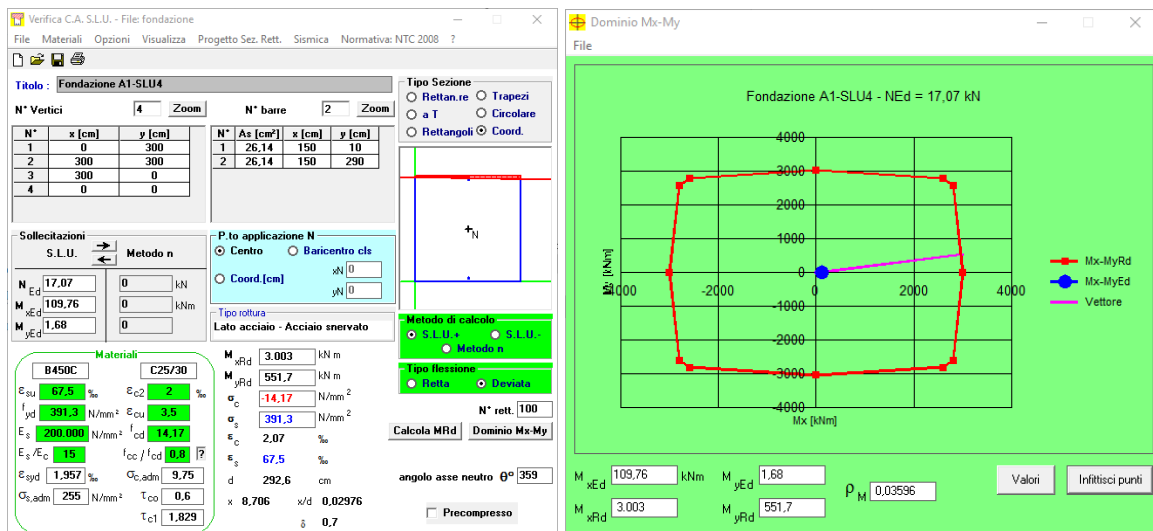 Verifica C.A. S.L.U. - File: fondazione
File Materiali Opzioni Visualizza Progetto Sez. Rett. Sismica Normativa: NTC 2008 ?
Titolo : Fondazione A1-SLU4
N° Vertici 4 Zoom N° barre 2 Zoom
N° x [cm] y [cm]
1 0 300
2 300 300
3 300 0
4 0 0
N° As [cm²] x [cm] y [cm]
1 26,14 150 10
2 26,14 150 290
Tipo Sezione
Rettan.re Trapezi
a T Circolare
Rettangoli Coord.
N
Sollecitazioni
S.L.U. Metodo n
N Ed 17,07 0 kN
M xEd 109,76 0 kNm
M yEd 1,68 0
P.to applicazione N
Centro Baricentro cls
Coord.[cm] xN 0
yN 0
Tipo rottura
Lato acciaio - Acciaio snervato
Metodo di calcolo
S.L.U.+ S.L.U.-
Metodo n
Tipo flessione
Retta Deviata
N° rett. 100
Calcola MRd Dominio Mx-My
angolo asse neutro θ° 359
Precompresso
Materiali
B450C C25/30
εsu 67,5 ‰ εc2 2 ‰
fyd 391,3 N/mm² εcu 3,5
Es 200.000 N/mm² fcd 14,17
Es/Ec 15 fcc / fcd 0,8 ?
εsyd 1,957 ‰ σc,adm 9,75
σs,adm 255 N/mm² τco 0,6
τc1 1,829
M xRd 3.003 kN m
M yRd 551,7 kN m
σc -14,17 N/mm²
σs 391,3 N/mm²
εc 2,07 ‰
εs 67,5 ‰
d 292,6 cm
x 8,706 x/d 0,02976
δ 0,7
Dominio Mx-My
File
Fondazione A1-SLU4 - NEd = 17,07 kN
4000
3000
2000
1000
0
-1000
-2000
-3000
-4000
4000 -2000 0 2000 4000
[kNm]
Mx [kNm]
Mx-MyRd
Mx-MyEd
Vettore
M xEd 109,76 kNm M yEd 1,68
M xRd 3.003 M yRd 551,7
ρ M 0,03596
Valori Infittisci punti